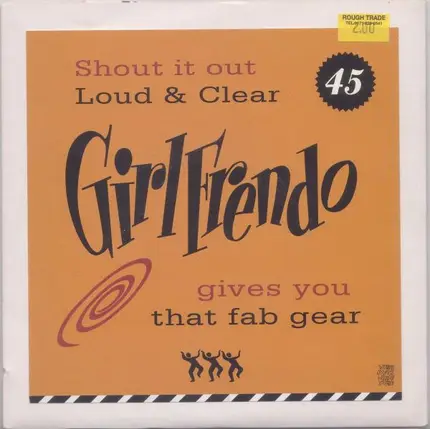 ROUGH TRADE
2.00
Shout it out
Loud & Clear
45
GirlFrendo
gives you
that fab gear